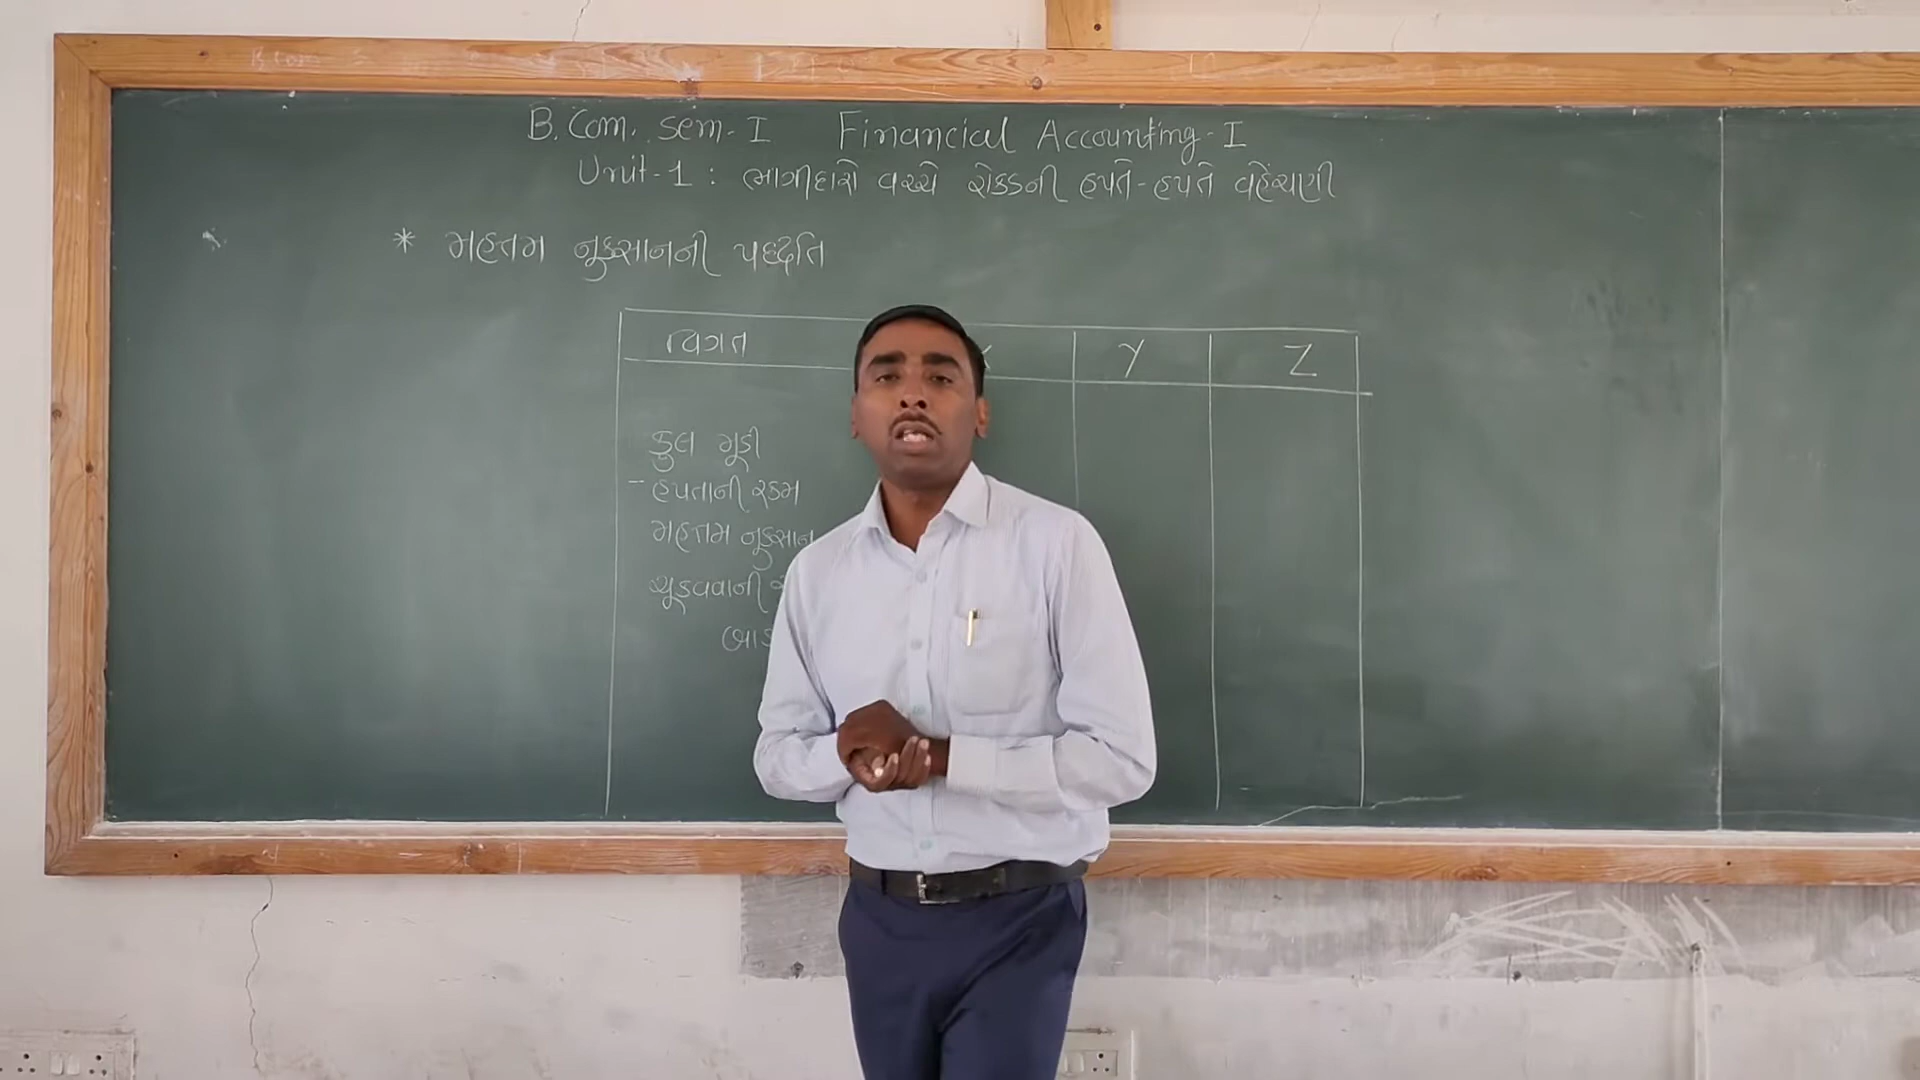 B. Com. Sem-I Financial Accounting-I
Unit-1 : ભાગીદારો વચ્ચે રોકડની હપતે-હપતે વહેંચણી
* મહત્તમ નુકસાનની પદ્ધતિ
વિગત Y Z
કુલ મૂડી
- હપતાની રકમ
મહત્તમ નુકસાન
ચૂકવવાની